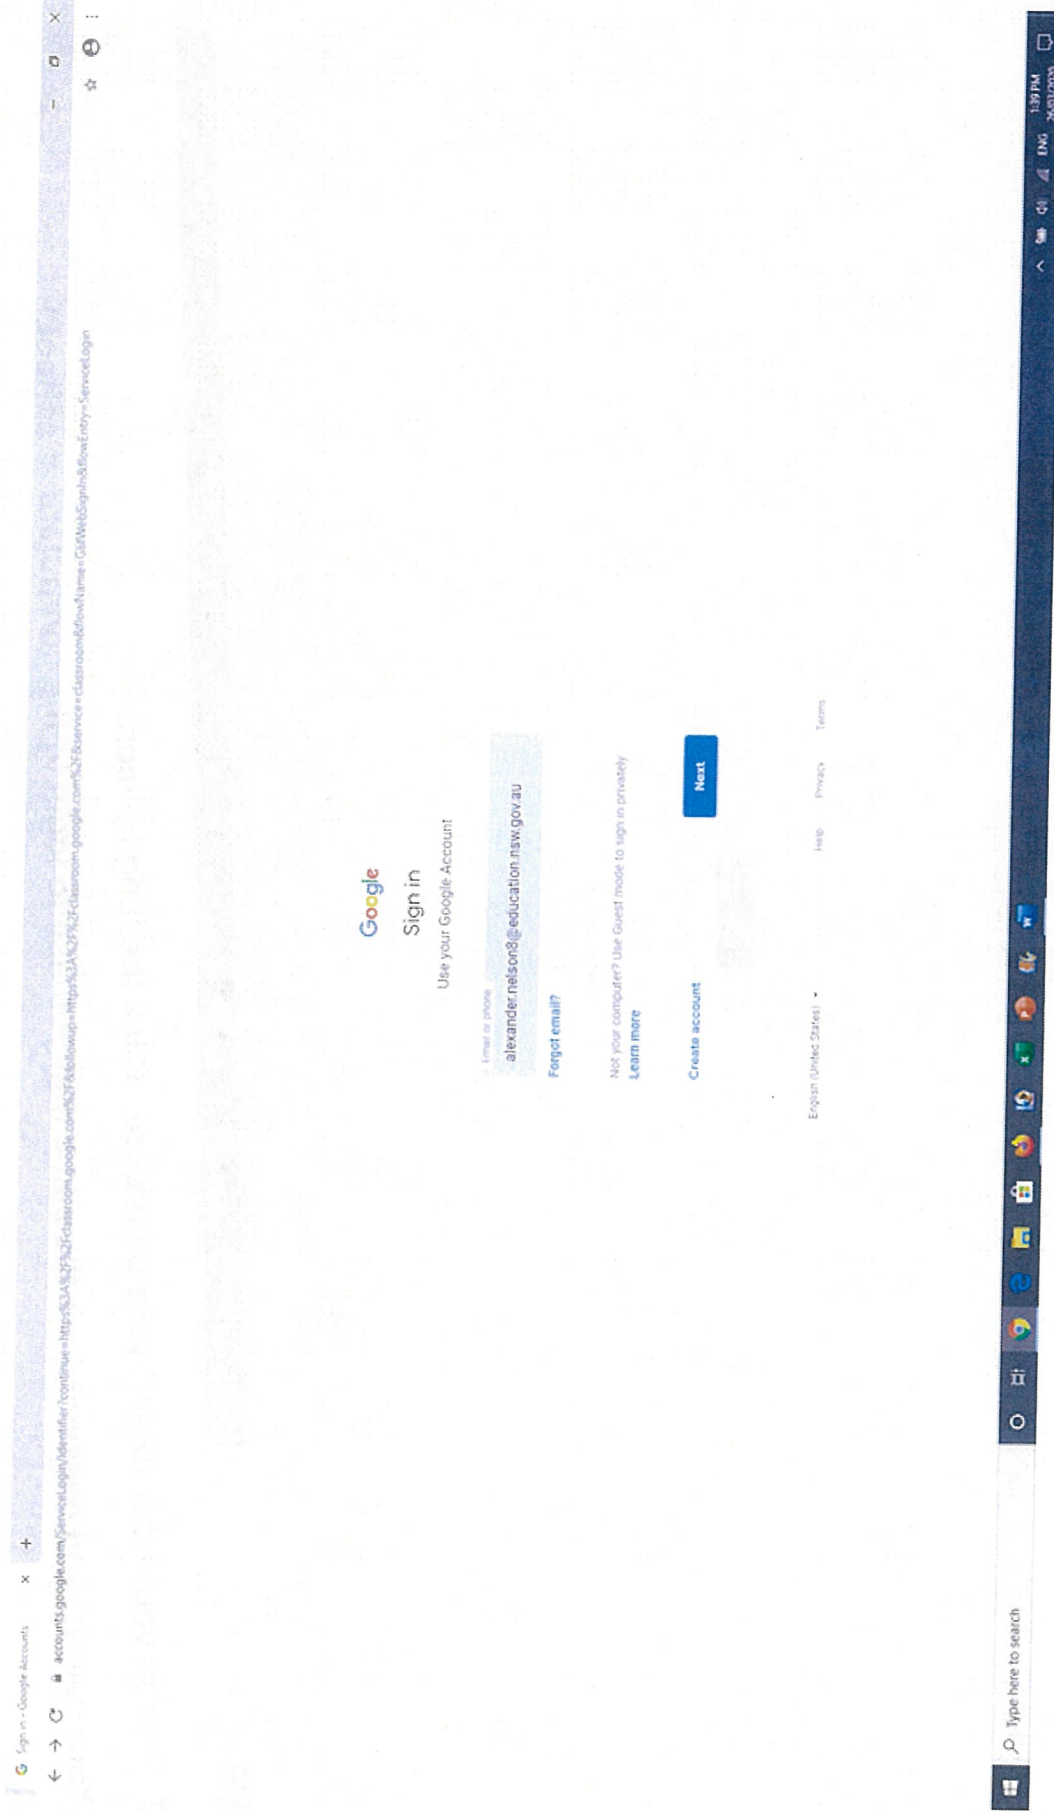 Sign in - Google Accounts
accounts.google.com/ServiceLogin/identifier?continue=https%3A%2F%2Fclassroom.google.com%2F&followup=https%3A%2F%2Fclassroom.google.com%2F&service=classroom&flowName=GlifWebSignIn&flowEntry=ServiceLogin
Google
Sign in
Use your Google Account
Email or phone
alexander.nelson8@education.nsw.gov.au
Forgot email?
Not your computer? Use Guest mode to sign in privately
Learn more
Create account
Next
English (United States)
Help Privacy Terms
Type here to search
ENG
1:39 PM
26/03/2020